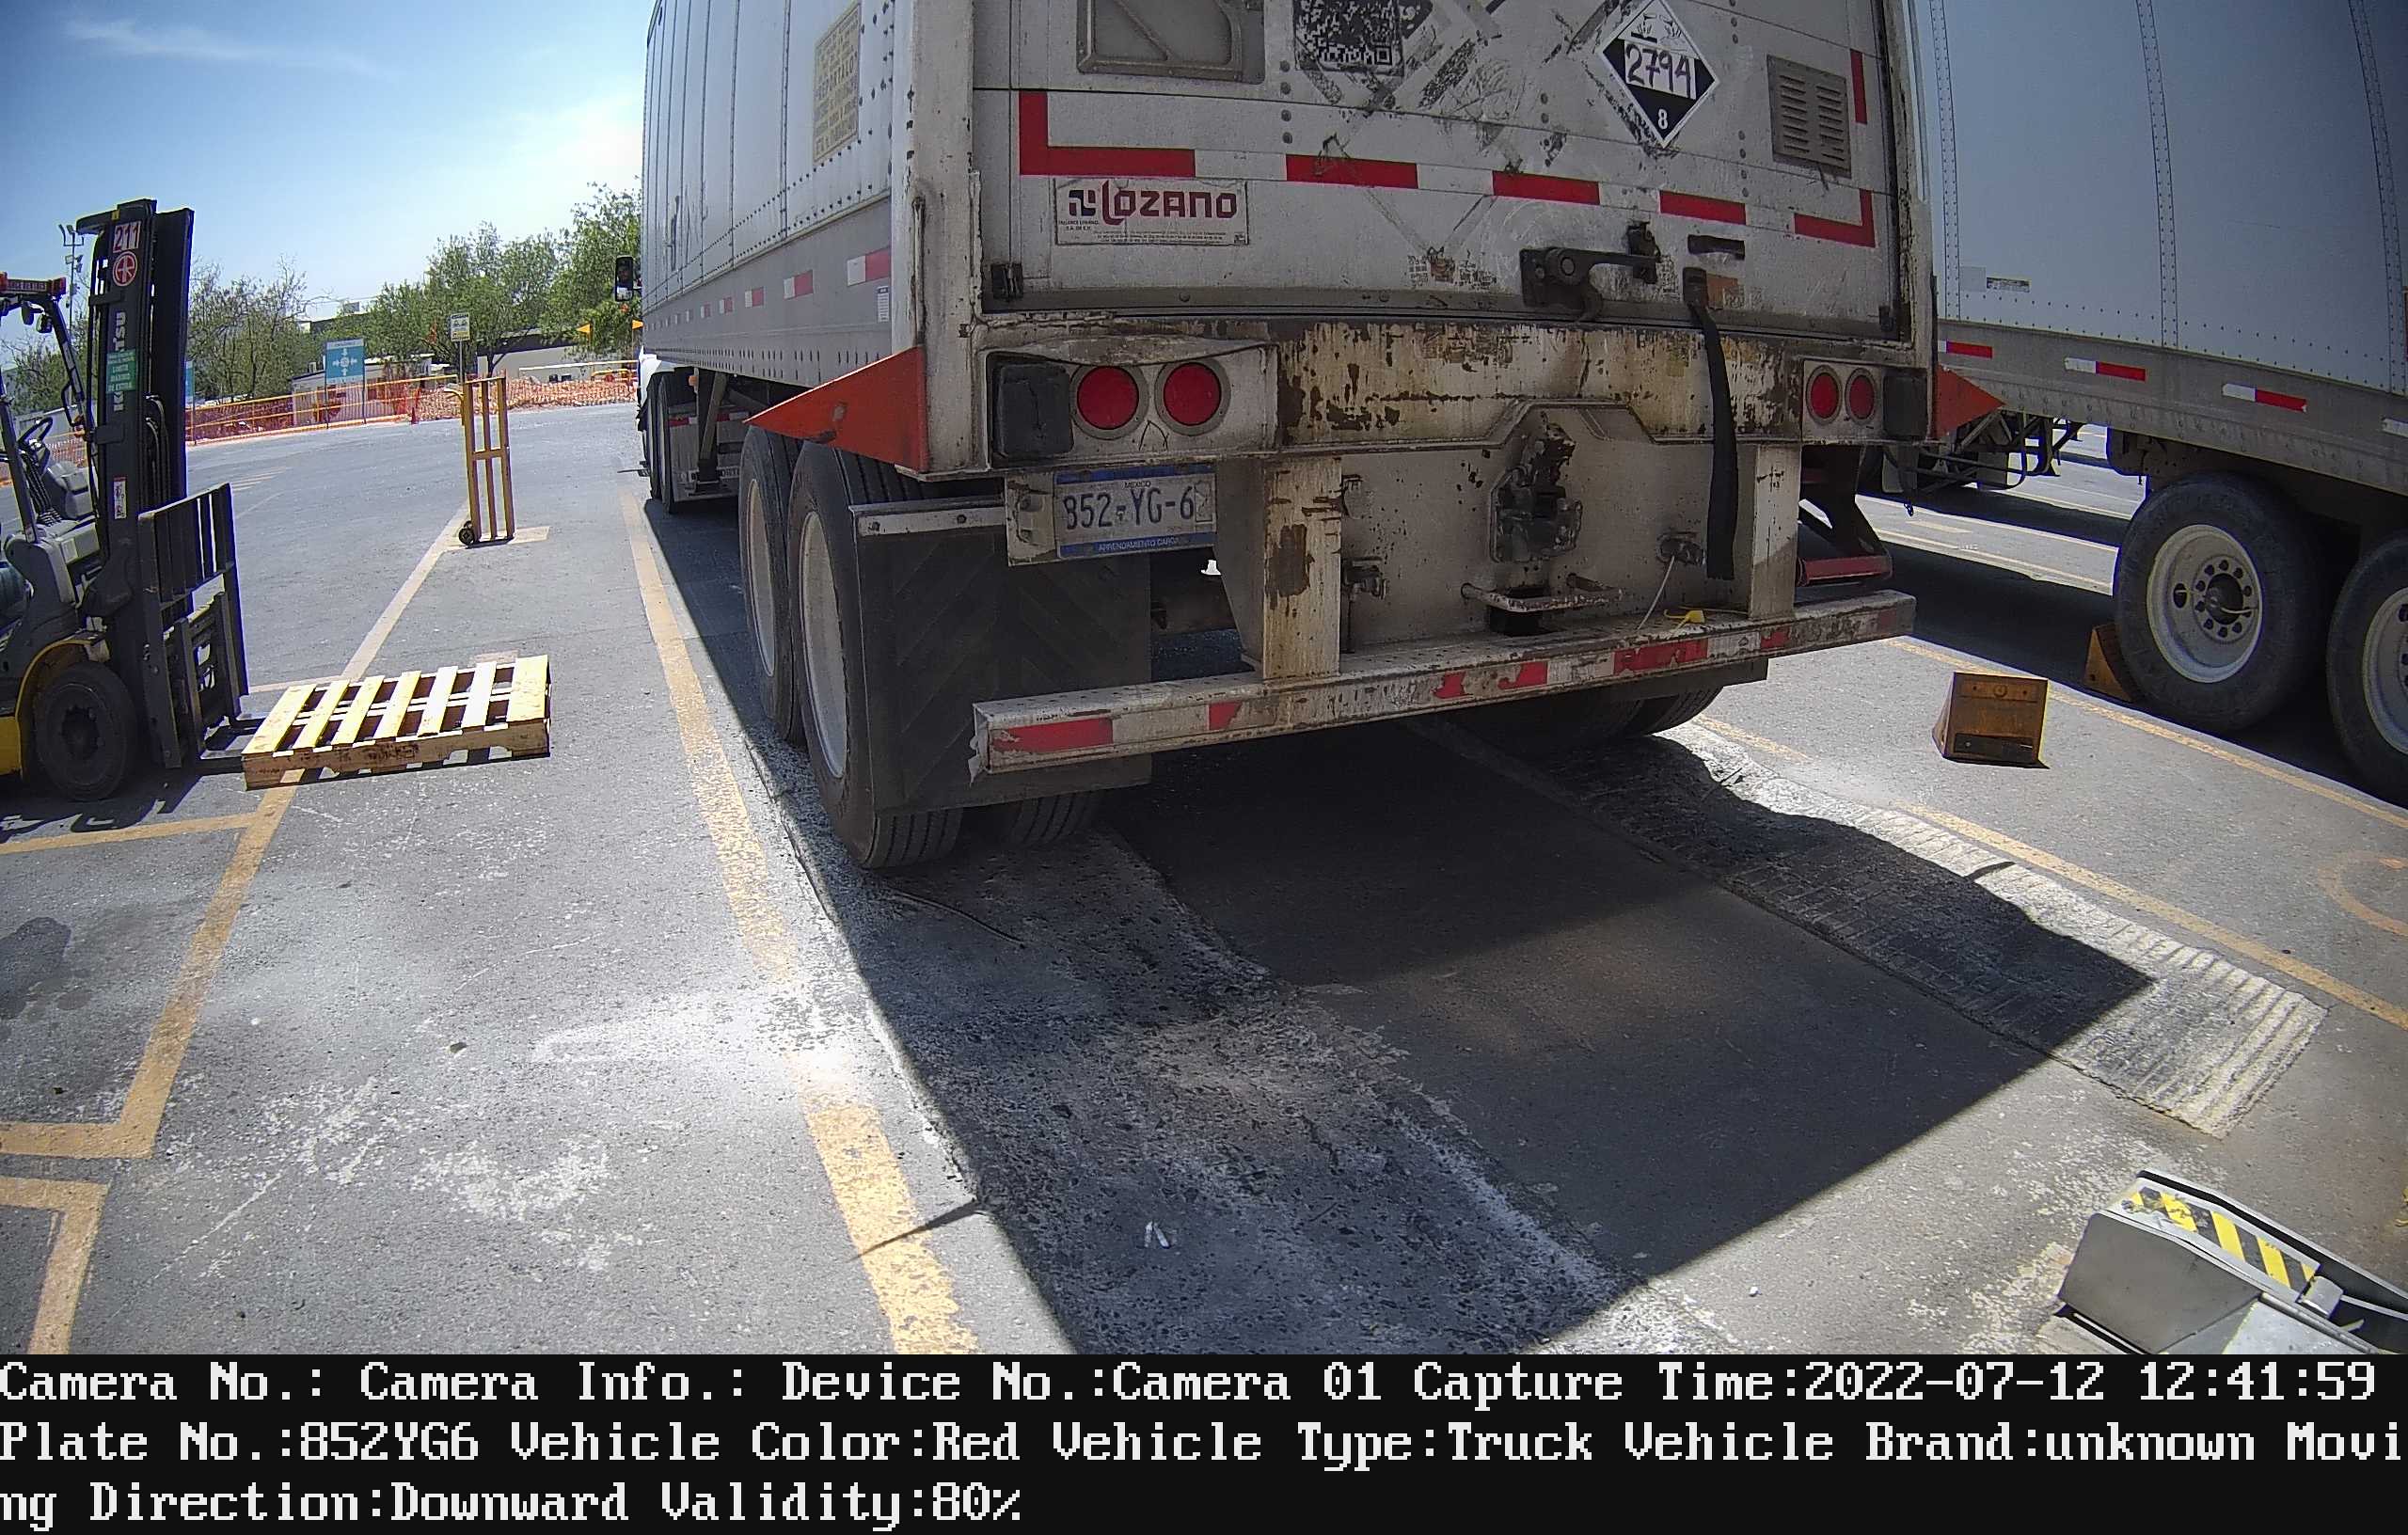 211
2794
8
LOZANO
MEXICO
852-YG-6
ARRENDAMIENTO CARGA
Camera No.: Camera Info.: Device No.:Camera 01 Capture Time:2022-07-12 12:41:59
Plate No.:852YG6 Vehicle Color:Red Vehicle Type:Truck Vehicle Brand:unknown Movi
ng Direction:Downward Validity:80%